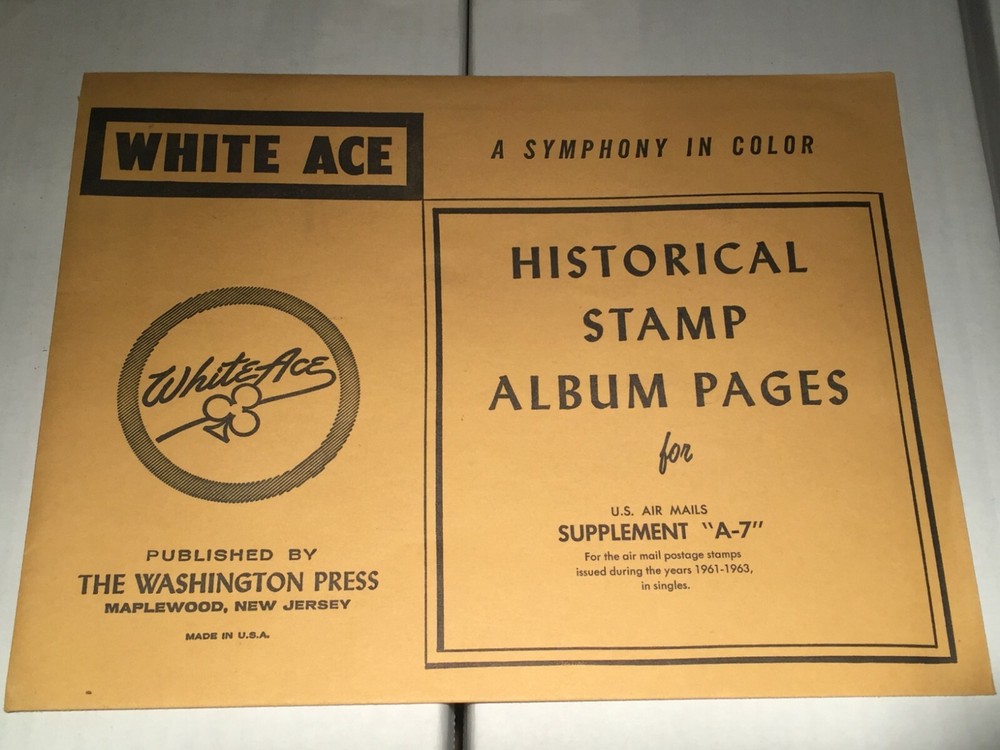 WHITE ACE
A SYMPHONY IN COLOR
White Ace
PUBLISHED BY
THE WASHINGTON PRESS
MAPLEWOOD, NEW JERSEY
MADE IN U.S.A.
HISTORICAL
STAMP
ALBUM PAGES
for
U.S. AIR MAILS
SUPPLEMENT "A-7"
For the air mail postage stamps
issued during the years 1961-1963,
in singles.